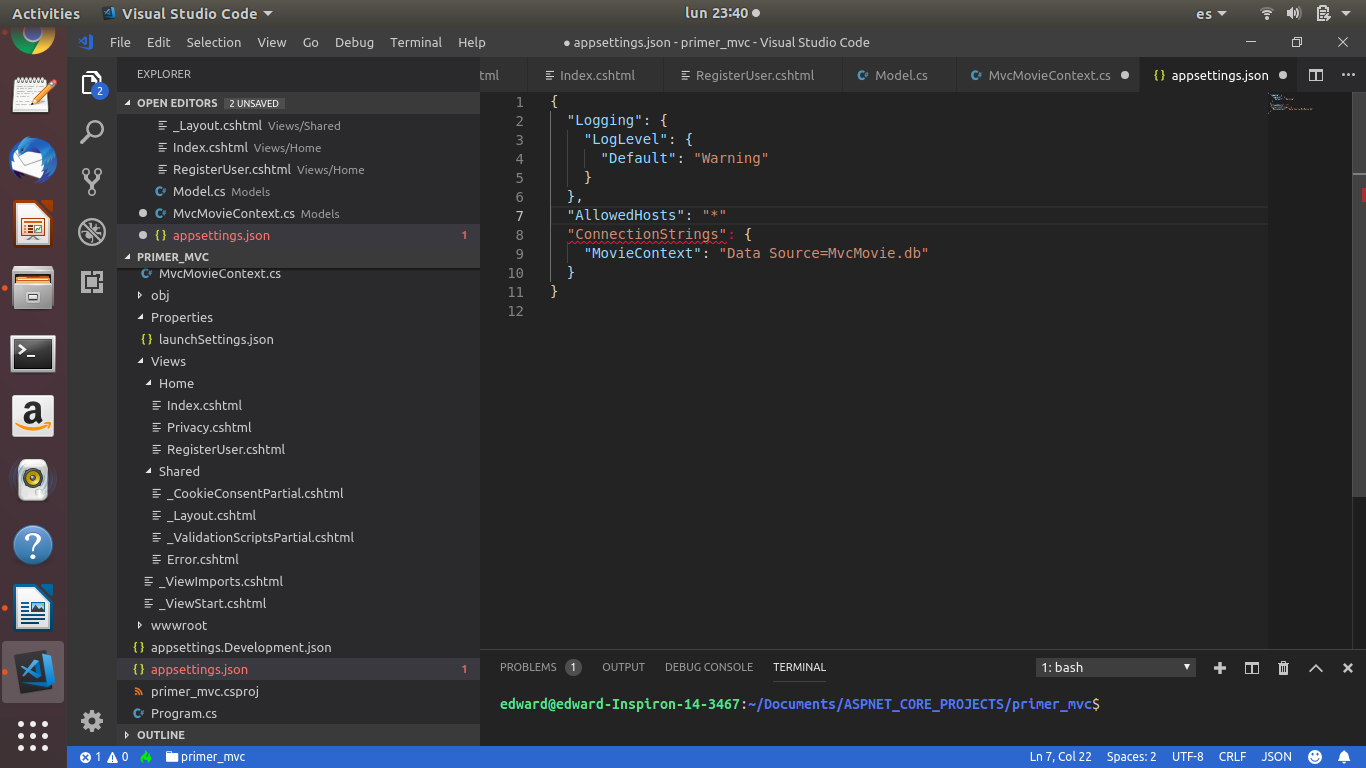 Activities
Visual Studio Code
lun 23:40
es
File Edit Selection View Go Debug Terminal Help
● appsettings.json - primer_mvc - Visual Studio Code
EXPLORER
2
OPEN EDITORS 2 UNSAVED
_Layout.cshtml Views/Shared
Index.cshtml Views/Home
RegisterUser.cshtml Views/Home
Model.cs Models
MvcMovieContext.cs Models
appsettings.json 1
PRIMER_MVC
MvcMovieContext.cs
obj
Properties
launchSettings.json
Views
Home
Index.cshtml
Privacy.cshtml
RegisterUser.cshtml
Shared
_CookieConsentPartial.cshtml
_Layout.cshtml
_ValidationScriptsPartial.cshtml
Error.cshtml
_ViewImports.cshtml
_ViewStart.cshtml
wwwroot
appsettings.Development.json
appsettings.json 1
primer_mvc.csproj
Program.cs
OUTLINE
tml Index.cshtml RegisterUser.cshtml Model.cs MvcMovieContext.cs appsettings.json
1 {
2 "Logging": {
3 "LogLevel": {
4 "Default": "Warning"
5 }
6 },
7 "AllowedHosts": "*"
8 "ConnectionStrings": {
9 "MovieContext": "Data Source=MvcMovie.db"
10 }
11 }
12
PROBLEMS 1 OUTPUT DEBUG CONSOLE TERMINAL 1: bash
edward@edward-Inspiron-14-3467:~/Documents/ASPNET_CORE_PROJECTS/primer_mvc$
1 0 primer_mvc Ln 7, Col 22 Spaces: 2 UTF-8 CRLF JSON